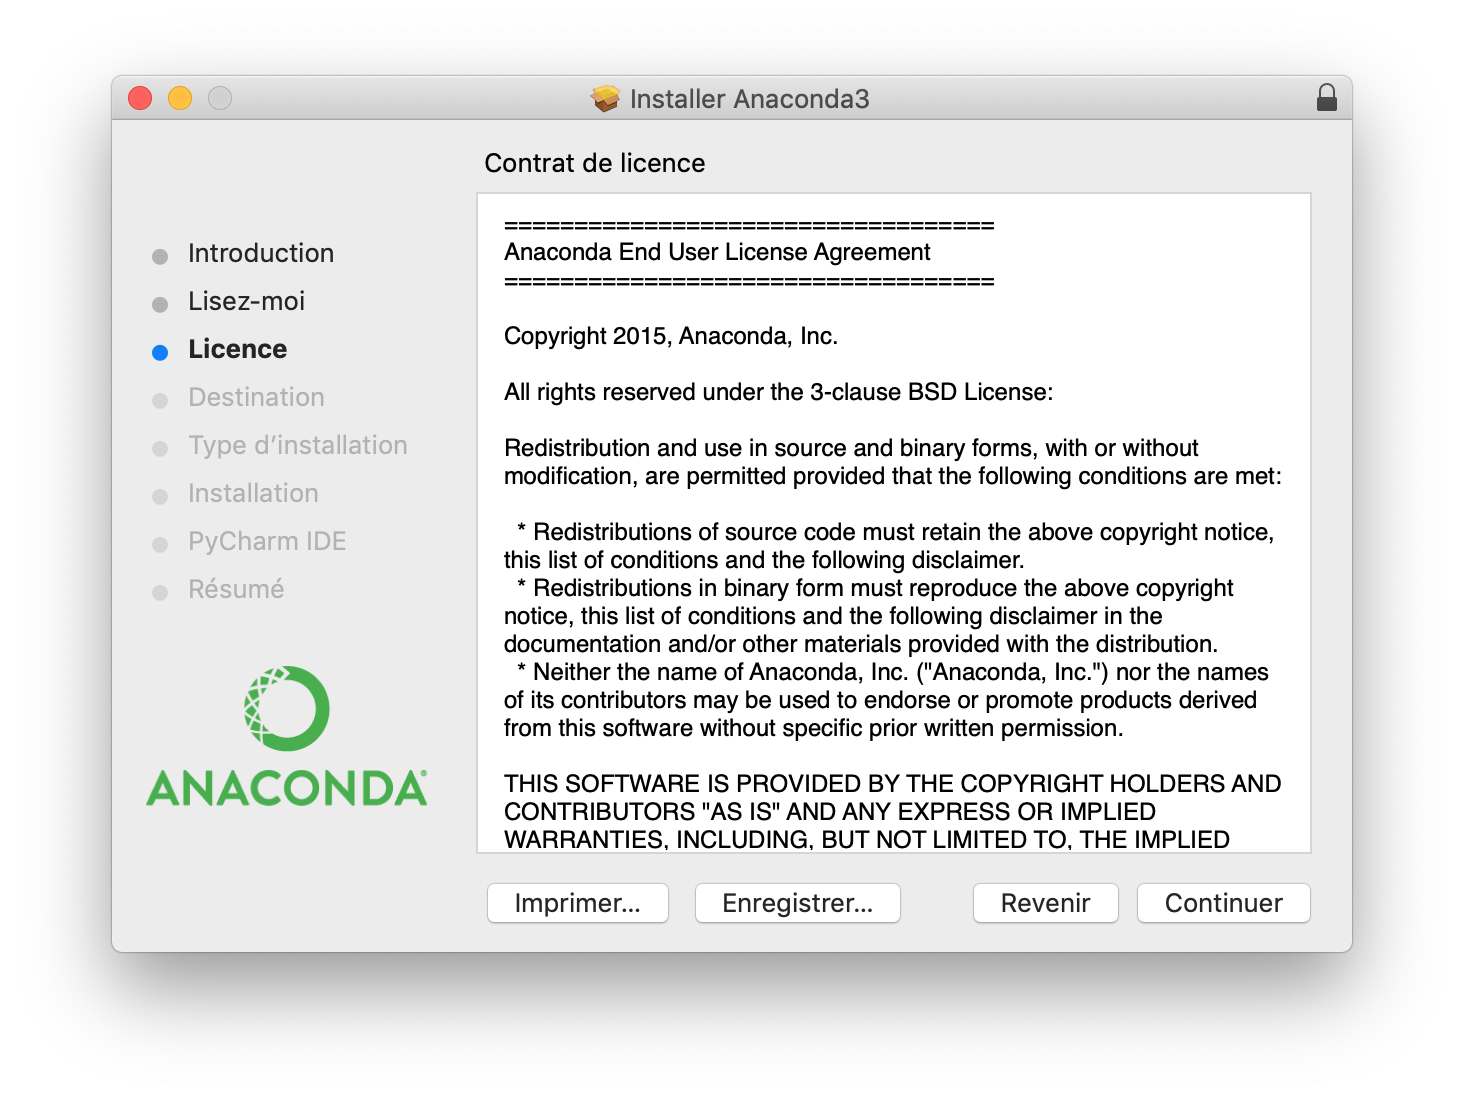 Installer Anaconda3
Contrat de licence
Introduction
Lisez-moi
Licence
Destination
Type d’installation
Installation
PyCharm IDE
Résumé
ANACONDA®
===================================
Anaconda End User License Agreement
===================================
Copyright 2015, Anaconda, Inc.
All rights reserved under the 3-clause BSD License:
Redistribution and use in source and binary forms, with or without
modification, are permitted provided that the following conditions are met:
* Redistributions of source code must retain the above copyright notice,
this list of conditions and the following disclaimer.
* Redistributions in binary form must reproduce the above copyright
notice, this list of conditions and the following disclaimer in the
documentation and/or other materials provided with the distribution.
* Neither the name of Anaconda, Inc. ("Anaconda, Inc.") nor the names
of its contributors may be used to endorse or promote products derived
from this software without specific prior written permission.
THIS SOFTWARE IS PROVIDED BY THE COPYRIGHT HOLDERS AND
CONTRIBUTORS "AS IS" AND ANY EXPRESS OR IMPLIED
WARRANTIES, INCLUDING, BUT NOT LIMITED TO, THE IMPLIED
Imprimer...
Enregistrer...
Revenir
Continuer